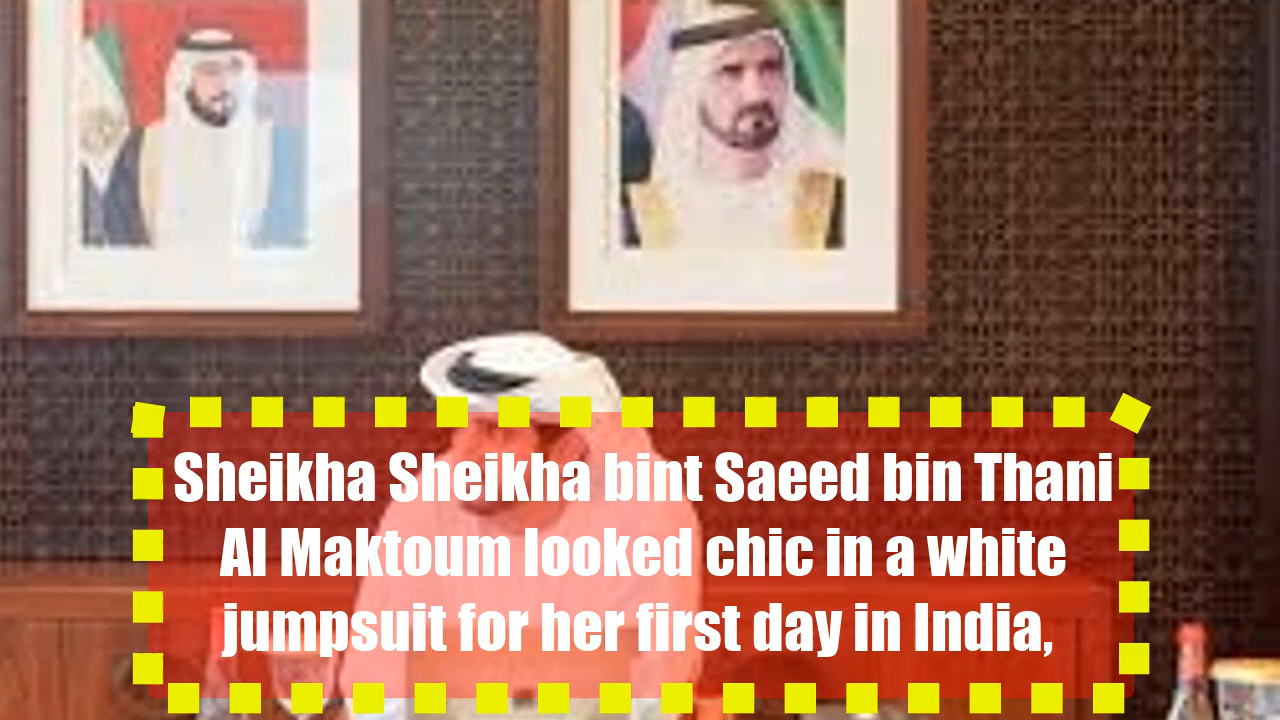 Sheikha Sheikha bint Saeed bin Thani
Al Maktoum looked chic in a white
jumpsuit for her first day in India,